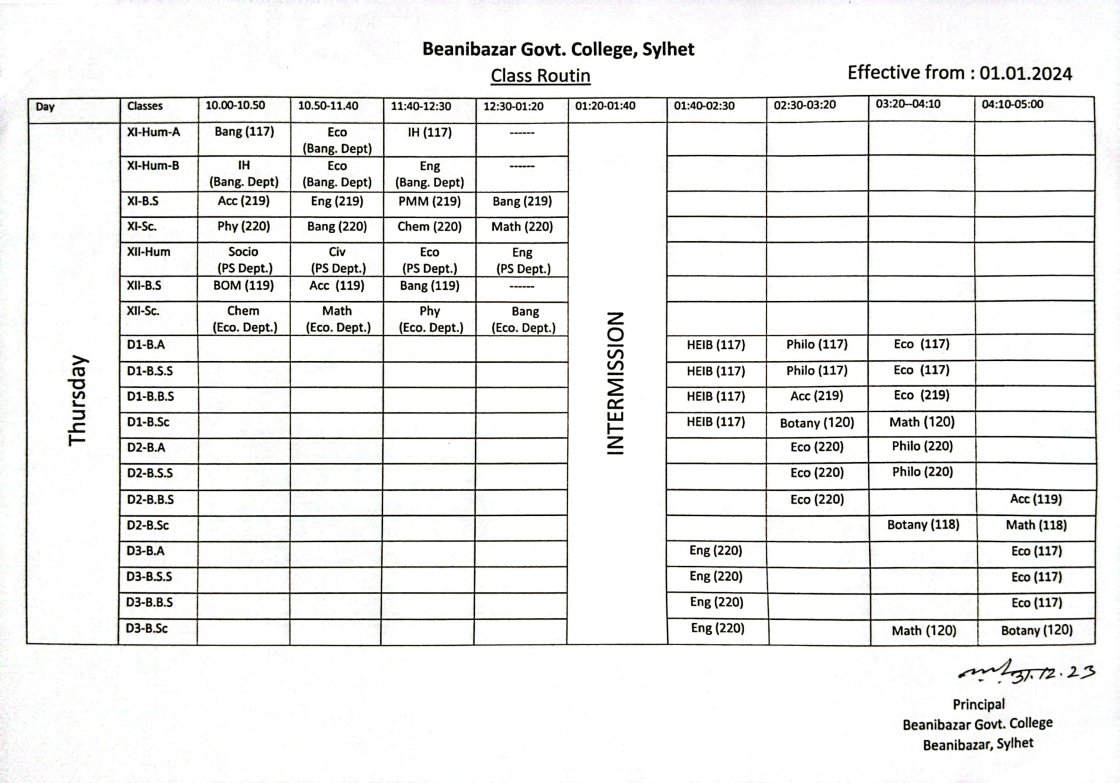 Beanibazar Govt. College, Sylhet
Class Routin
Effective from : 01.01.2024
Day Classes 10.00-10.50 10.50-11.40 11:40-12:30 12:30-01:20 01:20-01:40 01:40-02:30 02:30-03:20 03:20--04:10 04:10-05:00
Thursday
INTERMISSION
XI-Hum-A Bang (117) Eco IH (117) ------
(Bang. Dept)
XI-Hum-B IH Eco Eng ------
(Bang. Dept) (Bang. Dept) (Bang. Dept)
XI-B.S Acc (219) Eng (219) PMM (219) Bang (219)
XI-Sc. Phy (220) Bang (220) Chem (220) Math (220)
XII-Hum Socio Civ Eco Eng
(PS Dept.) (PS Dept.) (PS Dept.) (PS Dept.)
XII-B.S BOM (119) Acc (119) Bang (119) ------
XII-Sc. Chem Math Phy Bang
(Eco. Dept.) (Eco. Dept.) (Eco. Dept.) (Eco. Dept.)
D1-B.A HEIB (117) Philo (117) Eco (117)
D1-B.S.S HEIB (117) Philo (117) Eco (117)
D1-B.B.S HEIB (117) Acc (219) Eco (219)
D1-B.Sc HEIB (117) Botany (120) Math (120)
D2-B.A Eco (220) Philo (220)
D2-B.S.S Eco (220) Philo (220)
D2-B.B.S Eco (220) Acc (119)
D2-B.Sc Botany (118) Math (118)
D3-B.A Eng (220) Eco (117)
D3-B.S.S Eng (220) Eco (117)
D3-B.B.S Eng (220) Eco (117)
D3-B.Sc Eng (220) Math (120) Botany (120)
31.12.23
Principal
Beanibazar Govt. College
Beanibazar, Sylhet